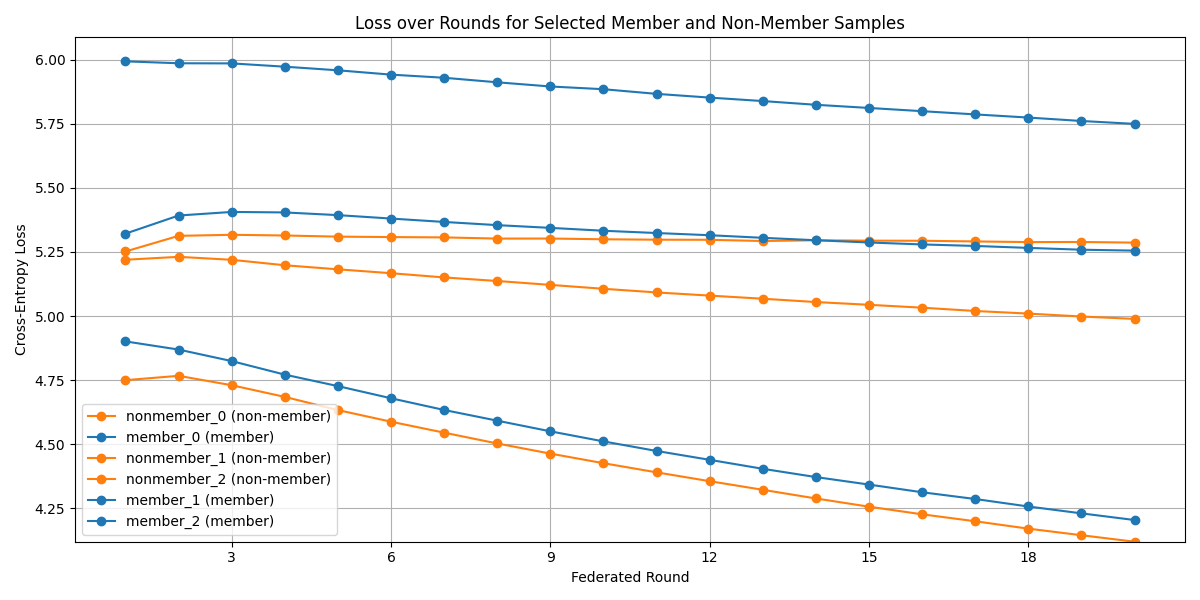 Loss over Rounds for Selected Member and Non-Member Samples
Cross-Entropy Loss
6.00
5.75
5.50
5.25
5.00
4.75
4.50
4.25
nonmember_0 (non-member)
member_0 (member)
nonmember_1 (non-member)
nonmember_2 (non-member)
member_1 (member)
member_2 (member)
3 6 9 12 15 18
Federated Round